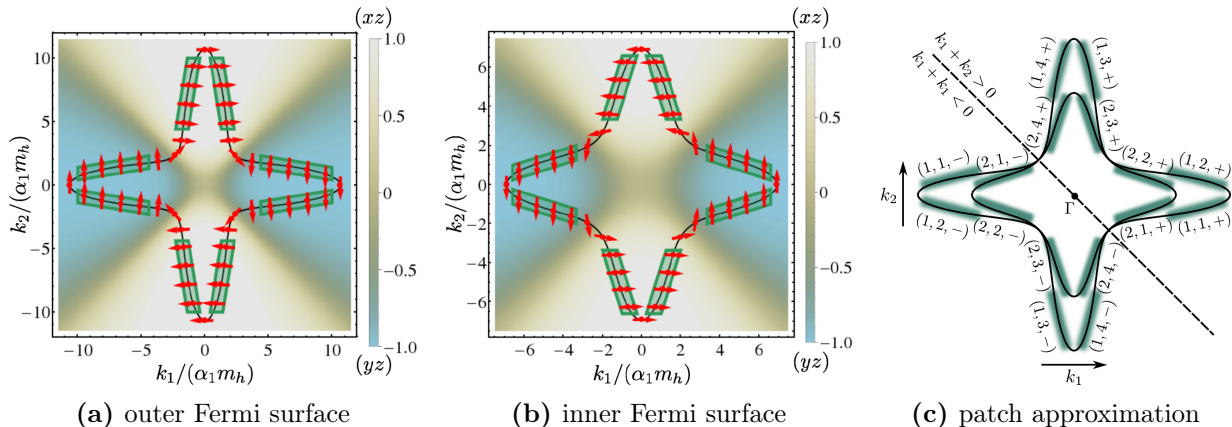 (xz)
1.0
0.5
0
−0.5
−1.0
(yz)
10
5
0
−5
−10
k₂/(α₁mₕ)
−10
−5
0
5
10
k₁/(α₁mₕ)
(a) outer Fermi surface
(xz)
1.0
0.5
0
−0.5
−1.0
(yz)
6
4
2
0
−2
−4
−6
k₂/(α₁mₕ)
−6
−4
−2
0
2
4
6
k₁/(α₁mₕ)
(b) inner Fermi surface
k₁ + k₂ > 0
k₁ + k₁ < 0
(1, 4, +)
(1, 3, +)
(2, 4, +)
(2, 3, +)
(1, 1, −)
(2, 1, −)
(2, 2, +)
(1, 2, +)
k₂
Γ
(1, 2, −)
(2, 2, −)
(2, 1, +)
(1, 1, +)
(2, 3, −)
(2, 4, −)
(1, 3, −)
(1, 4, −)
k₁
(c) patch approximation